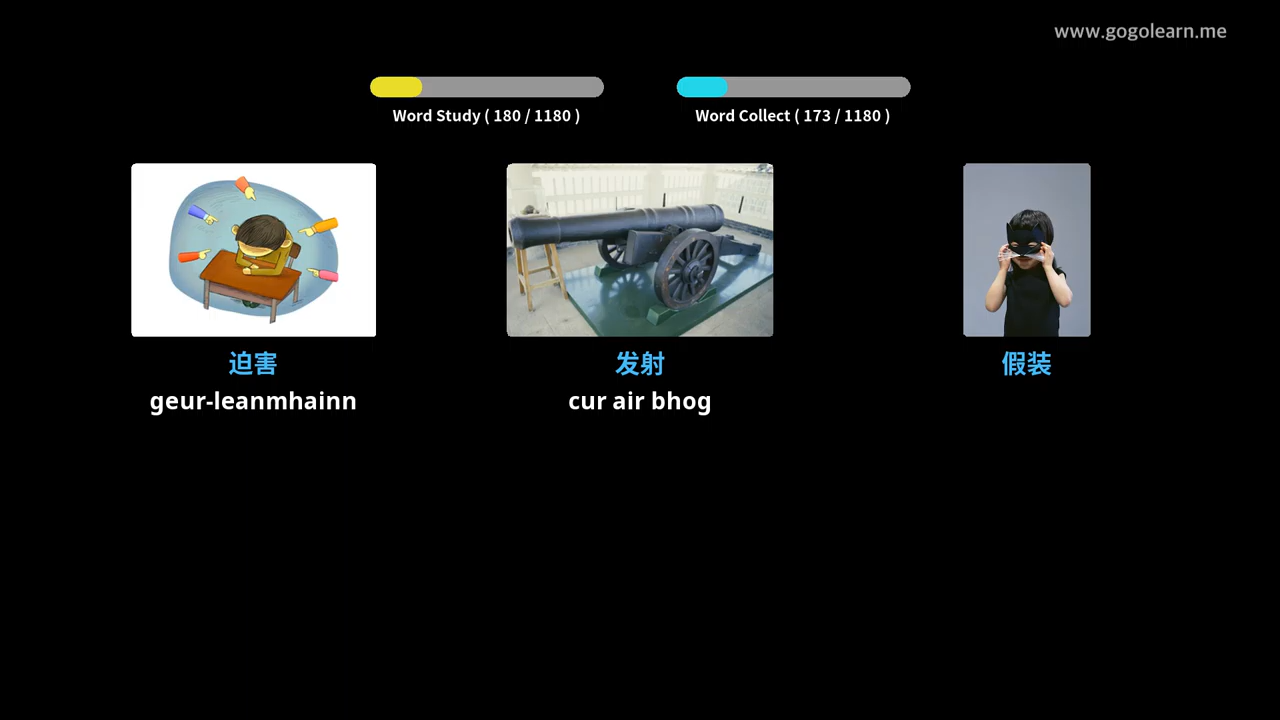 www.gogolearn.me
Word Study ( 180 / 1180 )
Word Collect ( 173 / 1180 )
迫害
geur-leanmhainn
发射
cur air bhog
假装